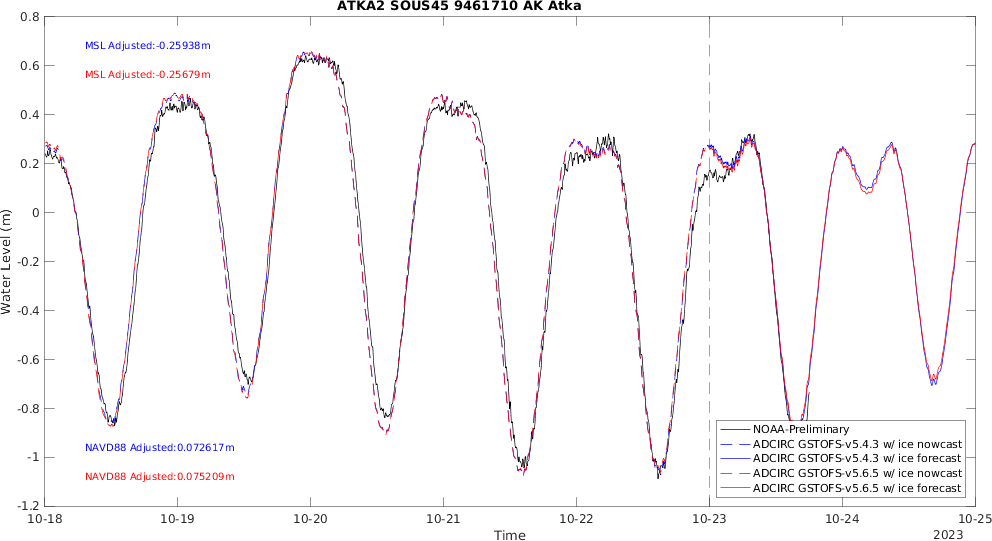 ATKA2 SOUS45 9461710 AK Atka
0.8
0.6
0.4
0.2
0
-0.2
-0.4
-0.6
-0.8
-1
-1.2
Water Level (m)
MSL Adjusted:-0.25938m
MSL Adjusted:-0.25679m
NAVD88 Adjusted:0.072617m
NAVD88 Adjusted:0.075209m
NOAA-Preliminary
ADCIRC GSTOFS-v5.4.3 w/ ice nowcast
ADCIRC GSTOFS-v5.4.3 w/ ice forecast
ADCIRC GSTOFS-v5.6.5 w/ ice nowcast
ADCIRC GSTOFS-v5.6.5 w/ ice forecast
10-18 10-19 10-20 10-21 10-22 10-23 10-24 10-25
Time
2023